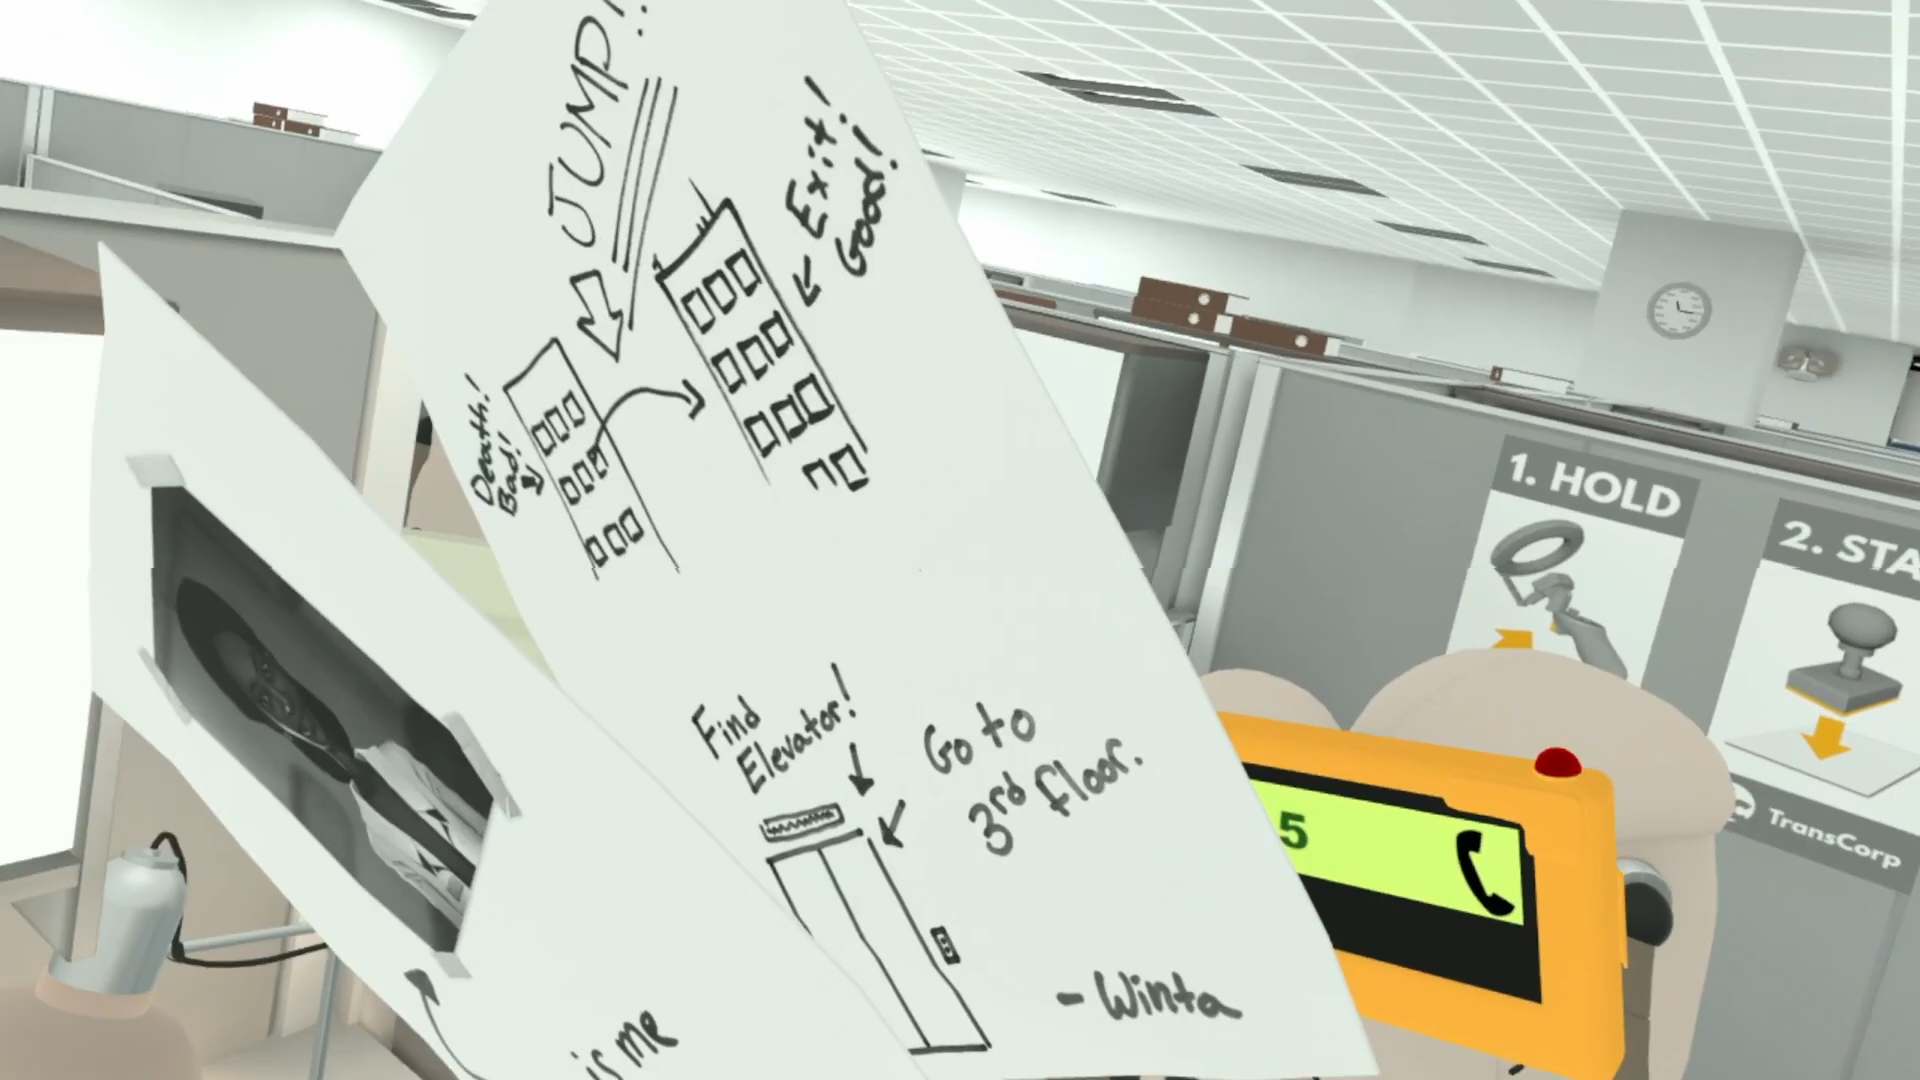 JUMP!!
Exit!
Good!
Death!
Bad!
Find
Elevator!
Go to
3rd floor.
- Winta
is me
1. HOLD
2. STA
TransCorp
5